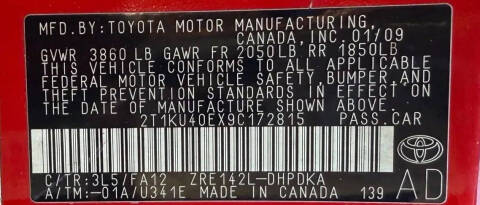 MFD.BY:TOYOTA MOTOR MANUFACTURING,
CANADA,INC.01/09
GVWR 3860 LB GAWR FR 2050LB,RR 1850LB
THIS VEHICLE CONFORMS TO ALL APPLICABLE
FEDERAL MOTOR VEHICLE SAFETY,BUMPER,AND
THEFT PREVENTION STANDARDS IN EFFECT ON THE
DATE OF MANUFACTURE SHOWN ABOVE.
2T1KU40EX9C172815 PASS.CAR
C/TR:3L5/FA12 ZRE142L-DHPDKA
A/TM:-01A/U341E MADE IN CANADA 139
AD